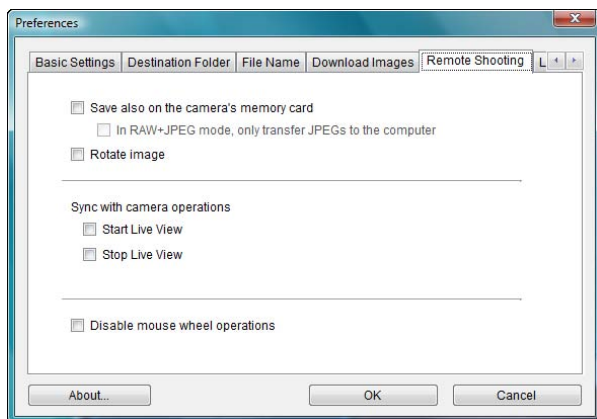 Preferences
Basic Settings Destination Folder File Name Download Images Remote Shooting L
Save also on the camera's memory card
In RAW+JPEG mode, only transfer JPEGs to the computer
Rotate image
Sync with camera operations
Start Live View
Stop Live View
Disable mouse wheel operations
About... OK Cancel